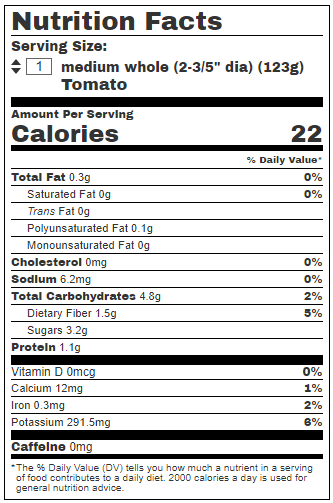 Nutrition Facts
Serving Size:
1 medium whole (2-3/5" dia) (123g)
Tomato
Amount Per Serving
Calories 22
% Daily Value*
Total Fat 0.3g 0%
Saturated Fat 0g 0%
Trans Fat 0g
Polyunsaturated Fat 0.1g
Monounsaturated Fat 0g
Cholesterol 0mg 0%
Sodium 6.2mg 0%
Total Carbohydrates 4.8g 2%
Dietary Fiber 1.5g 5%
Sugars 3.2g
Protein 1.1g
Vitamin D 0mcg 0%
Calcium 12mg 1%
Iron 0.3mg 2%
Potassium 291.5mg 6%
Caffeine 0mg
*The % Daily Value (DV) tells you how much a nutrient in a serving
of food contributes to a daily diet. 2000 calories a day is used for
general nutrition advice.